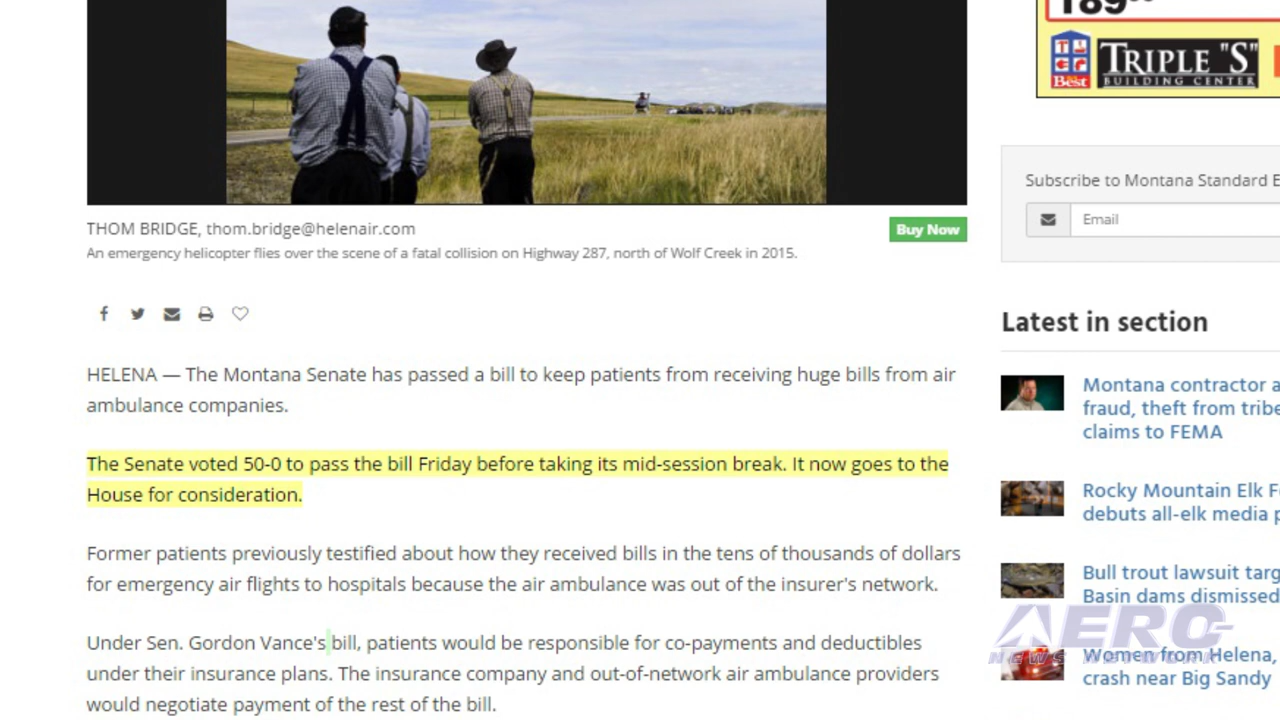 189
TRIPLE "S"
BUILDING CENTER
Best
THOM BRIDGE, thom.bridge@helenair.com
Buy Now
An emergency helicopter flies over the scene of a fatal collision on Highway 287, north of Wolf Creek in 2015.
HELENA — The Montana Senate has passed a bill to keep patients from receiving huge bills from air
ambulance companies.
The Senate voted 50-0 to pass the bill Friday before taking its mid-session break. It now goes to the
House for consideration.
Former patients previously testified about how they received bills in the tens of thousands of dollars
for emergency air flights to hospitals because the air ambulance was out of the insurer's network.
Under Sen. Gordon Vance's bill, patients would be responsible for co-payments and deductibles
under their insurance plans. The insurance company and out-of-network air ambulance providers
would negotiate payment of the rest of the bill.
Subscribe to Montana Standard E
Email
Latest in section
Montana contractor a
fraud, theft from tribe
claims to FEMA
Rocky Mountain Elk F
debuts all-elk media p
Bull trout lawsuit targ
Basin dams dismissed
Women from Helena,
crash near Big Sandy
AERO
NEWS NETWORK